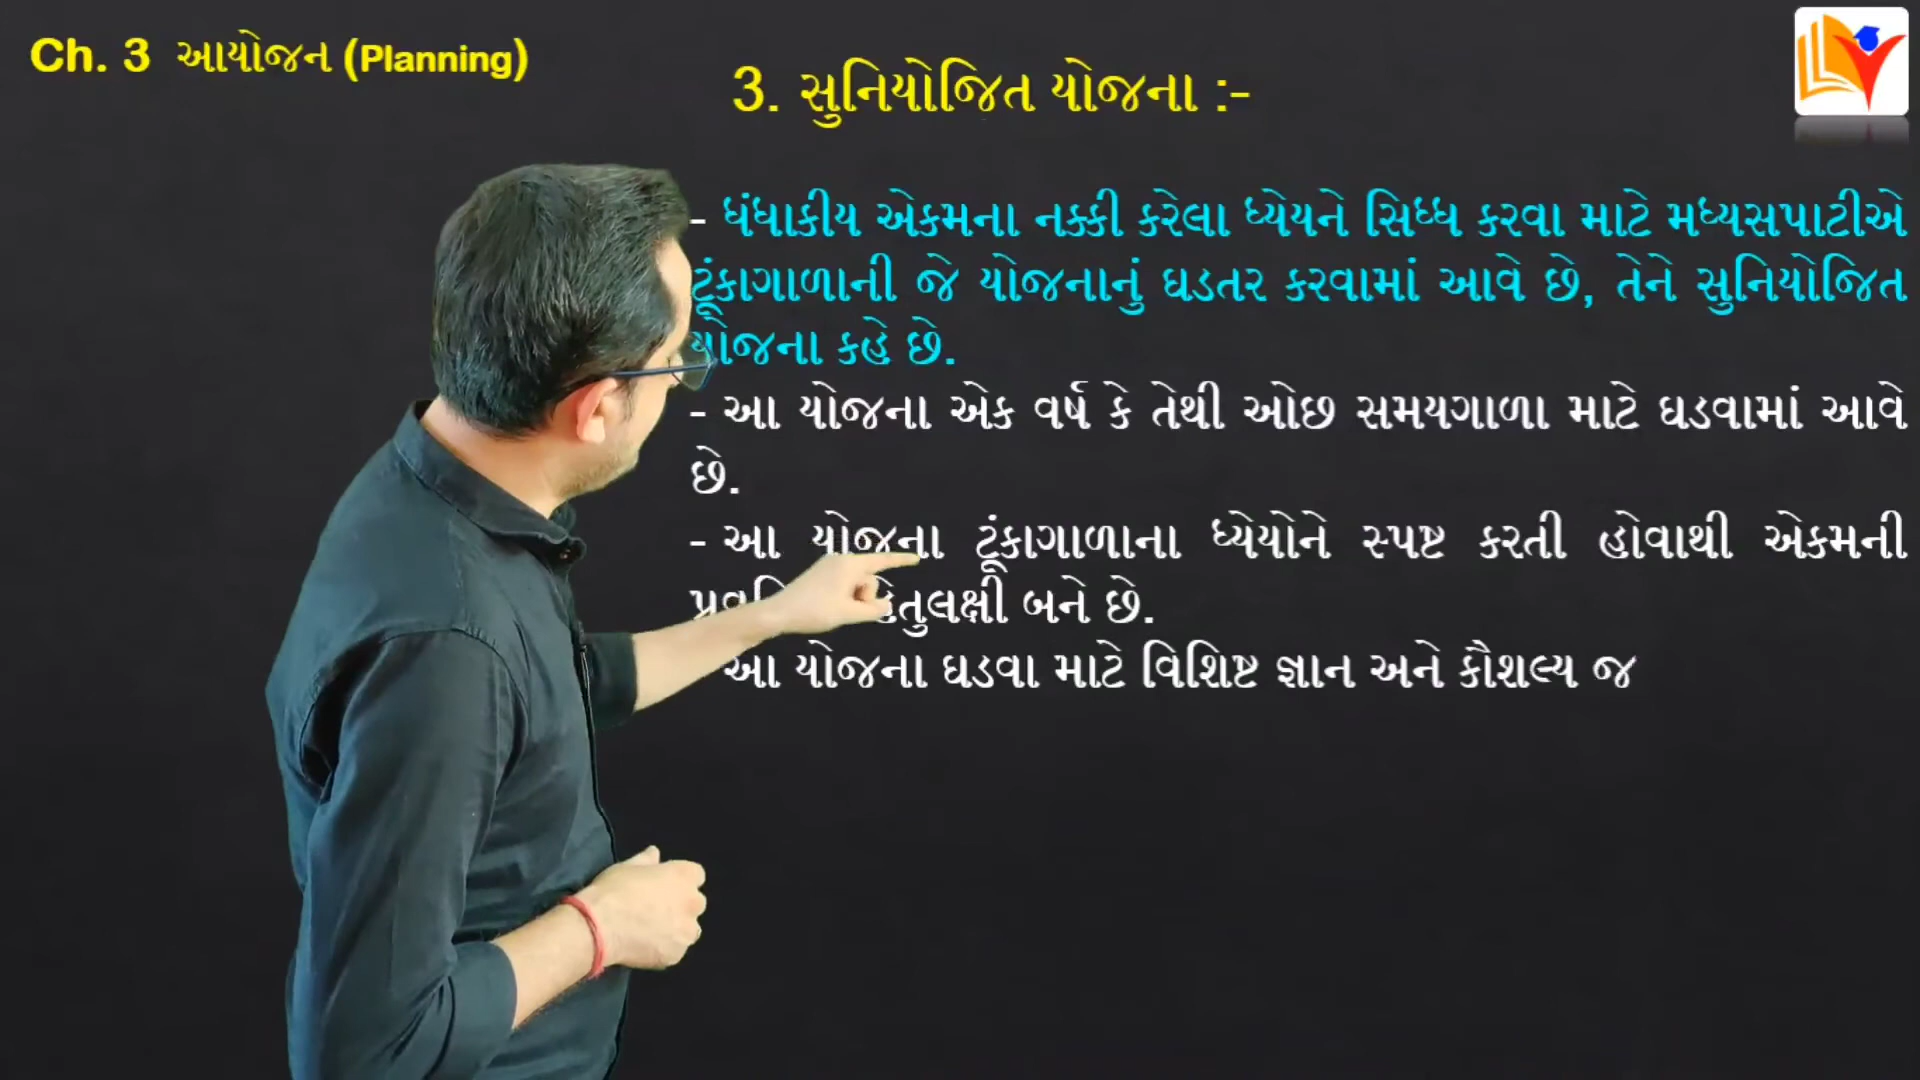 Ch. 3 આયોજન (Planning)
3. સુનિયોજિત યોજના :-
- ધંધાકીય એકમના નક્કી કરેલા ધ્યેયને સિધ્ધ કરવા માટે મધ્યસપાટીએ
ટૂંકાગાળાની જે યોજનાનું ઘડતર કરવામાં આવે છે, તેને સુનિયોજિત
યોજના કહે છે.
- આ યોજના એક વર્ષ કે તેથી ઓછ સમયગાળા માટે ઘડવામાં આવે
છે.
- આ યોજના ટૂંકાગાળાના ધ્યેયોને સ્પષ્ટ કરતી હોવાથી એકમની
હેતુલક્ષી બને છે.
આ યોજના ઘડવા માટે વિશિષ્ટ જ્ઞાન અને કૌશલ્ય જ